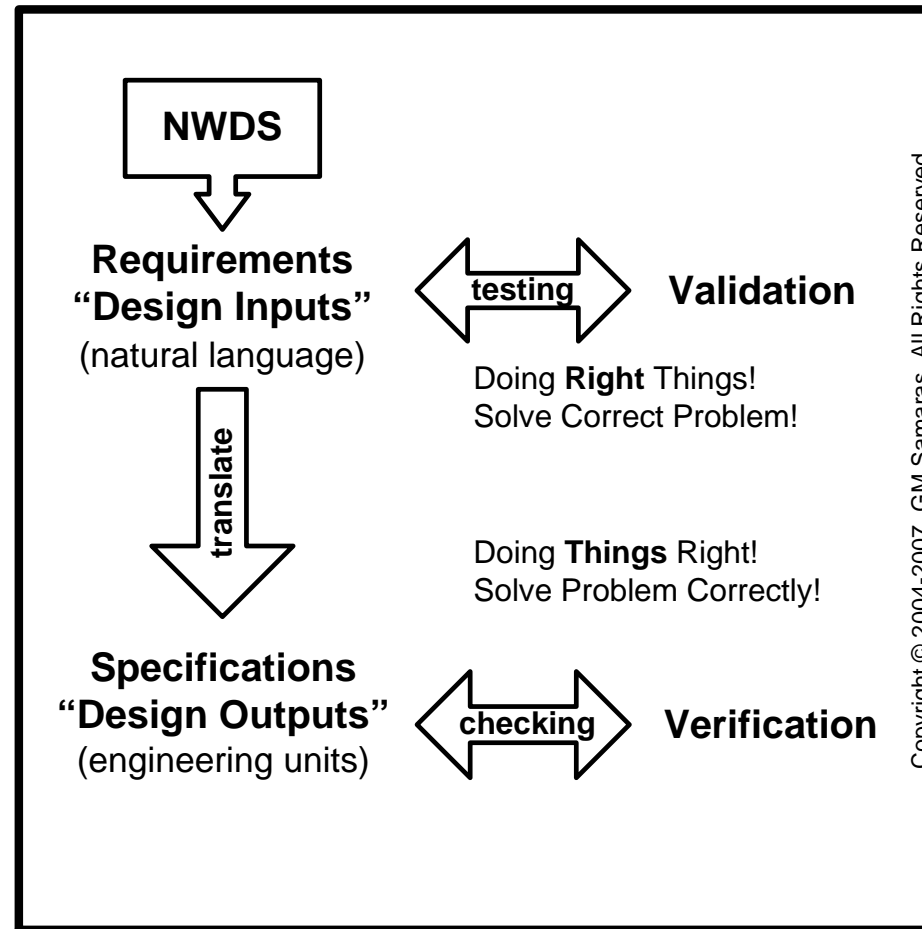 NWDS
Requirements
“Design Inputs”
(natural language)
testing
Validation
Doing Right Things!
Solve Correct Problem!
translate
Doing Things Right!
Solve Problem Correctly!
Specifications
“Design Outputs”
(engineering units)
checking
Verification
Copyright © 2004-2007, GM Samaras, All Rights Reserved